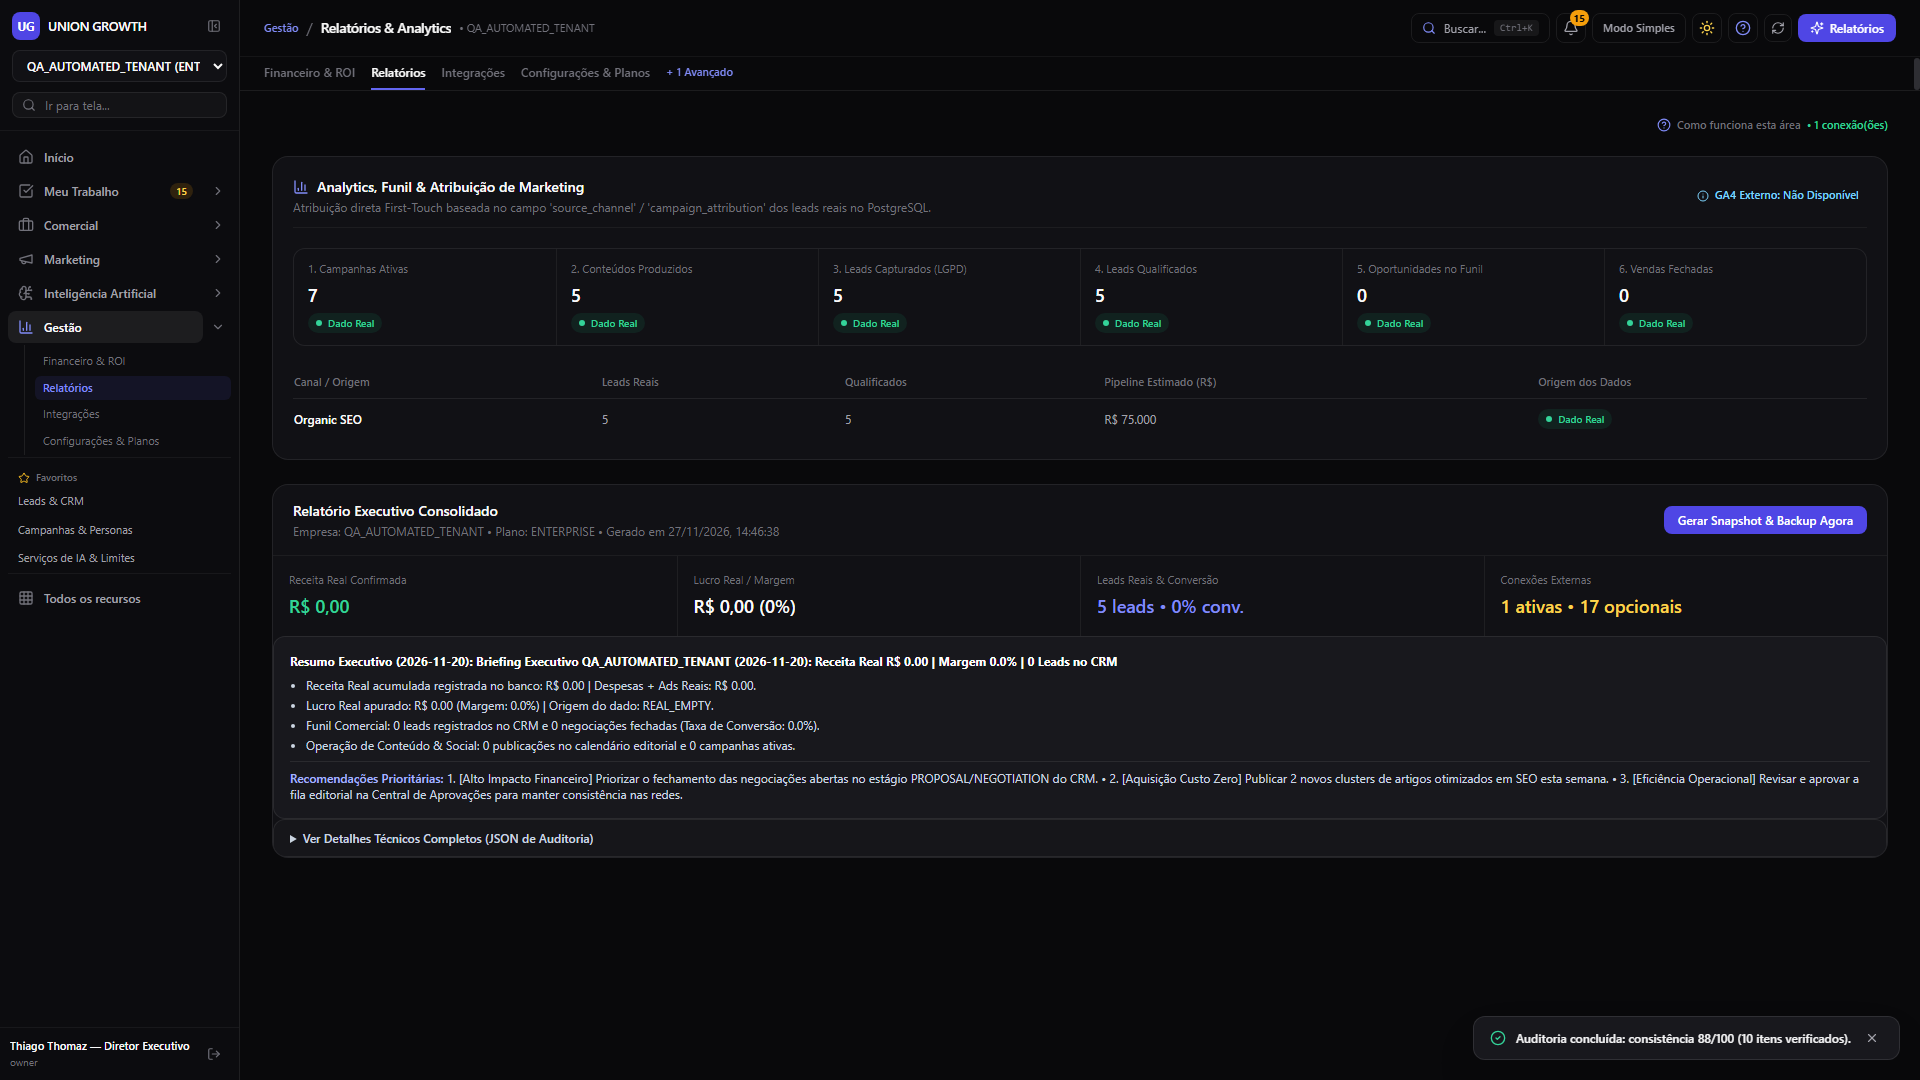 UG UNION GROWTH
QA_AUTOMATED_TENANT (ENT
Ir para tela...
Início
Meu Trabalho 15
Comercial
Marketing
Inteligência Artificial
Gestão
Financeiro & ROI
Relatórios
Integrações
Configurações & Planos
Favoritos
Leads & CRM
Campanhas & Personas
Serviços de IA & Limites
Todos os recursos
Thiago Thomaz — Diretor Executivo
owner
Gestão / Relatórios & Analytics • QA_AUTOMATED_TENANT
Buscar... Ctrl+K
15
Modo Simples
Relatórios
Financeiro & ROI Relatórios Integrações Configurações & Planos + 1 Avançado
Como funciona esta área • 1 conexão(ões)
Analytics, Funil & Atribuição de Marketing
Atribuição direta First-Touch baseada no campo 'source_channel' / 'campaign_attribution' dos leads reais no PostgreSQL.
GA4 Externo: Não Disponível
1. Campanhas Ativas
7
Dado Real
2. Conteúdos Produzidos
5
Dado Real
3. Leads Capturados (LGPD)
5
Dado Real
4. Leads Qualificados
5
Dado Real
5. Oportunidades no Funil
0
Dado Real
6. Vendas Fechadas
0
Dado Real
Canal / Origem Leads Reais Qualificados Pipeline Estimado (R$) Origem dos Dados
Organic SEO 5 5 R$ 75.000 Dado Real
Relatório Executivo Consolidado
Empresa: QA_AUTOMATED_TENANT • Plano: ENTERPRISE • Gerado em 27/11/2026, 14:46:38
Gerar Snapshot & Backup Agora
Receita Real Confirmada
R$ 0,00
Lucro Real / Margem
R$ 0,00 (0%)
Leads Reais & Conversão
5 leads • 0% conv.
Conexões Externas
1 ativas • 17 opcionais
Resumo Executivo (2026-11-20): Briefing Executivo QA_AUTOMATED_TENANT (2026-11-20): Receita Real R$ 0.00 | Margem 0.0% | 0 Leads no CRM
• Receita Real acumulada registrada no banco: R$ 0.00 | Despesas + Ads Reais: R$ 0.00.
• Lucro Real apurado: R$ 0.00 (Margem: 0.0%) | Origem do dado: REAL_EMPTY.
• Funil Comercial: 0 leads registrados no CRM e 0 negociações fechadas (Taxa de Conversão: 0.0%).
• Operação de Conteúdo & Social: 0 publicações no calendário editorial e 0 campanhas ativas.
Recomendações Prioritárias: 1. [Alto Impacto Financeiro] Priorizar o fechamento das negociações abertas no estágio PROPOSAL/NEGOTIATION do CRM. • 2. [Aquisição Custo Zero] Publicar 2 novos clusters de artigos otimizados em SEO esta semana. • 3. [Eficiência Operacional] Revisar e aprovar a
fila editorial na Central de Aprovações para manter consistência nas redes.
Ver Detalhes Técnicos Completos (JSON de Auditoria)
Auditoria concluída: consistência 88/100 (10 itens verificados).